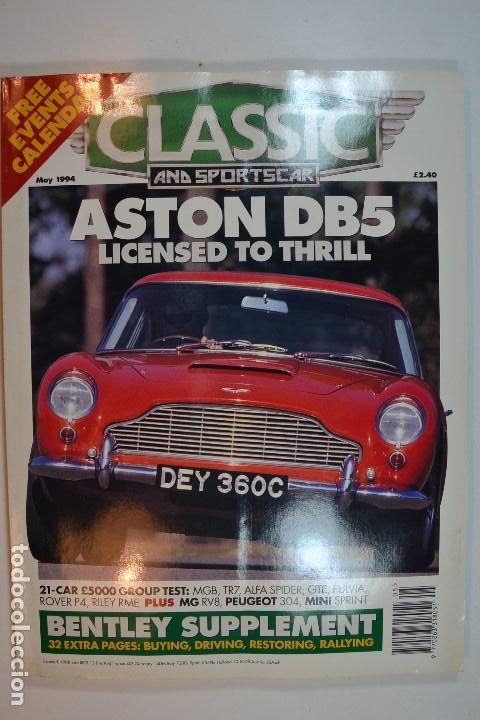 FREE
EVENTS
CALENDAR
CLASSIC
AND SPORTSCAR
May 1994
£2.40
ASTON DB5
LICENSED TO THRILL
DEY 360C
21-CAR £5000 GROUP TEST: MGB, TR7, ALFA SPIDER, GTE, FULVIA,
ROVER P4, RILEY RME PLUS MG RV8, PEUGEOT 304, MINI SPRINT
BENTLEY SUPPLEMENT
32 EXTRA PAGES: BUYING, DRIVING, RESTORING, RALLYING
todocoleccion